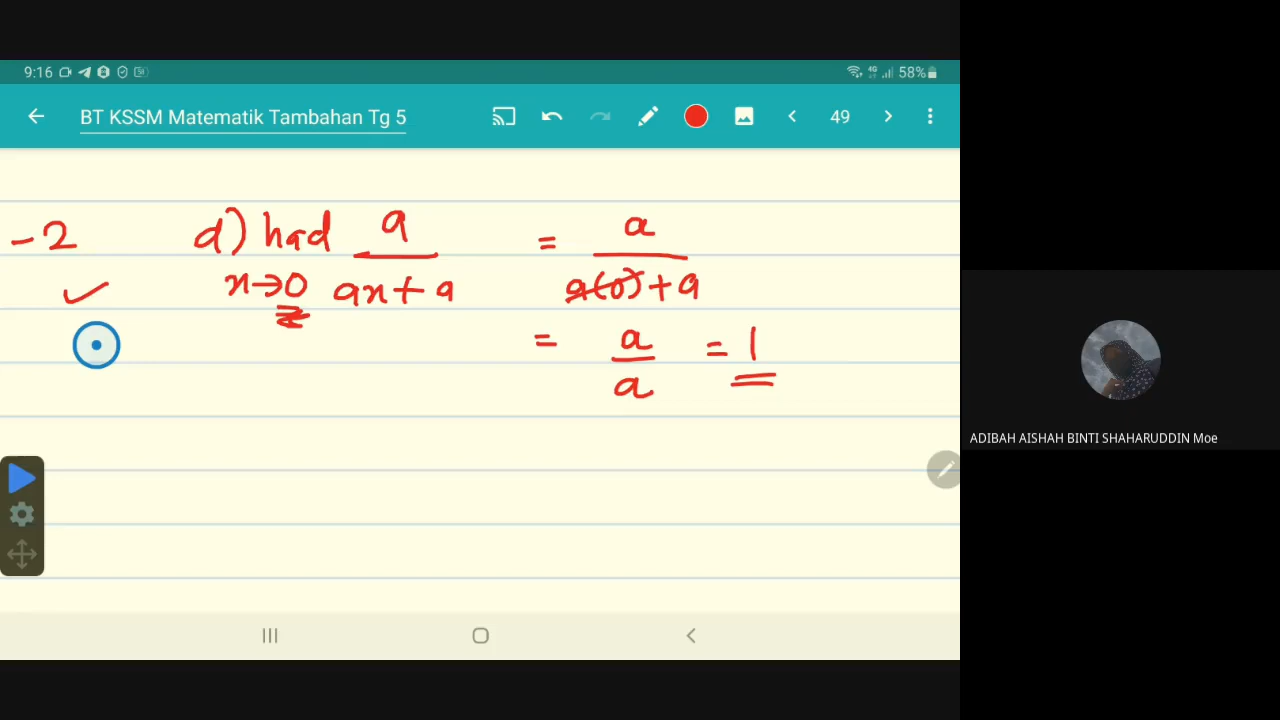 9:16 58%
BT KSSM Matematik Tambahan Tg 5 49
-2 d) had a / ax + a = a / a(0) + a
x→0
= a / a = 1
ADIBAH AISHAH BINTI SHAHARUDDIN Moe